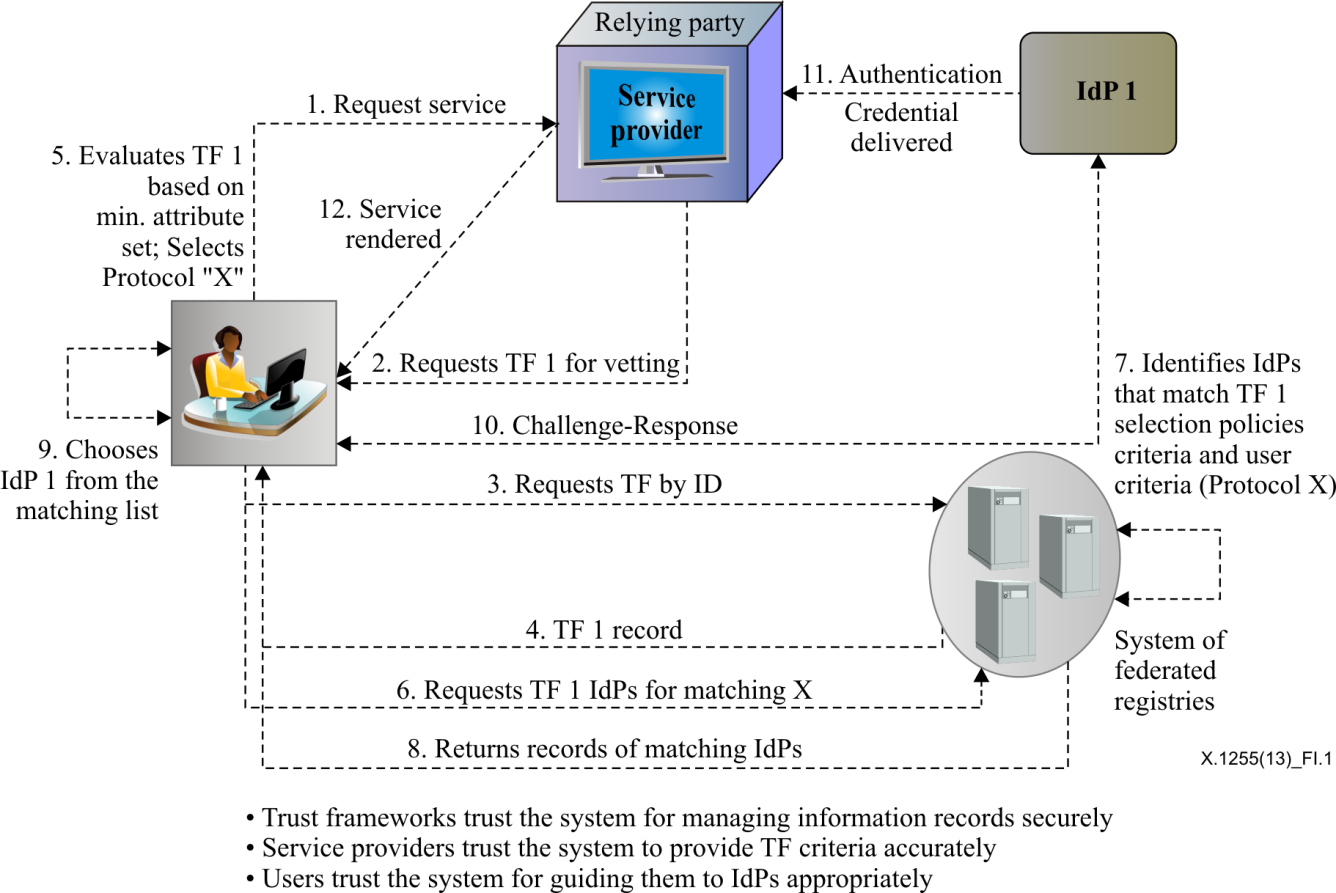 Relying party
Service
provider
IdP 1
11. Authentication
Credential
delivered
1. Request service
5. Evaluates TF 1
based on
min. attribute
set; Selects
Protocol "X"
12. Service
rendered
2. Requests TF 1 for vetting
7. Identifies IdPs
that match TF 1
selection policies
criteria and user
criteria (Protocol X)
10. Challenge-Response
9. Chooses
IdP 1 from the
matching list
3. Requests TF by ID
4. TF 1 record
System of
federated
registries
6. Requests TF 1 IdPs for matching X
8. Returns records of matching IdPs
X.1255(13)_FI.1
• Trust frameworks trust the system for managing information records securely
• Service providers trust the system to provide TF criteria accurately
• Users trust the system for guiding them to IdPs appropriately